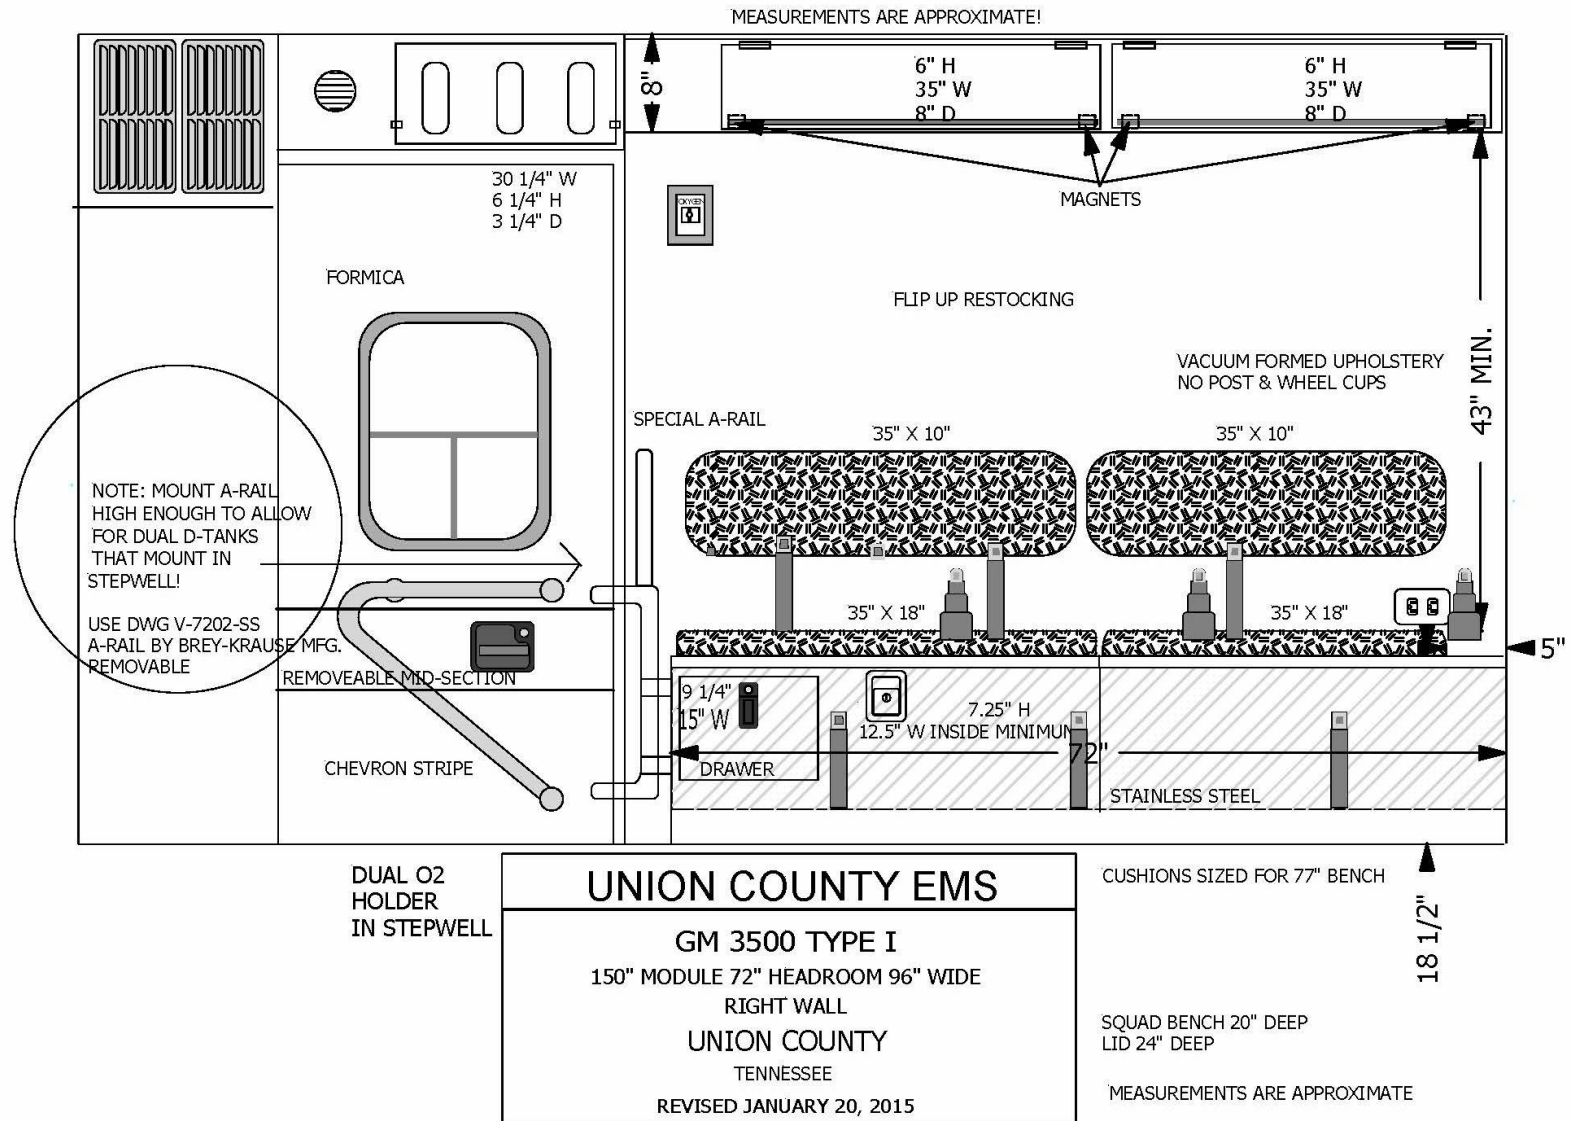 MEASUREMENTS ARE APPROXIMATE!
8"
6" H
35" W
8" D
6" H
35" W
8" D
30 1/4" W
6 1/4" H
3 1/4" D
OXYGEN
MAGNETS
FORMICA
FLIP UP RESTOCKING
43" MIN.
VACUUM FORMED UPHOLSTERY
NO POST & WHEEL CUPS
SPECIAL A-RAIL
35" X 10"
35" X 10"
NOTE: MOUNT A-RAIL
HIGH ENOUGH TO ALLOW
FOR DUAL D-TANKS
THAT MOUNT IN
STEPWELL!
USE DWG V-7202-SS
A-RAIL BY BREY-KRAUSE MFG.
REMOVABLE
35" X 18"
35" X 18"
5"
REMOVEABLE MID-SECTION
9 1/4"
15" W
DRAWER
7.25" H
12.5" W INSIDE MINIMUM
72"
CHEVRON STRIPE
STAINLESS STEEL
DUAL O2
HOLDER
IN STEPWELL
UNION COUNTY EMS
GM 3500 TYPE I
150" MODULE 72" HEADROOM 96" WIDE
RIGHT WALL
UNION COUNTY
TENNESSEE
REVISED JANUARY 20, 2015
CUSHIONS SIZED FOR 77" BENCH
18 1/2"
SQUAD BENCH 20" DEEP
LID 24" DEEP
MEASUREMENTS ARE APPROXIMATE